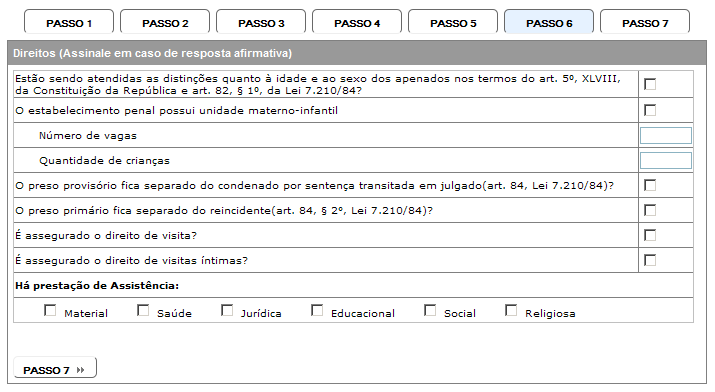 PASSO 1 PASSO 2 PASSO 3 PASSO 4 PASSO 5 PASSO 6 PASSO 7
Direitos (Assinale em caso de resposta afirmativa)
Estão sendo atendidas as distinções quanto à idade e ao sexo dos apenados nos termos do art. 5º, XLVIII,
da Constituição da República e art. 82, § 1º, da Lei 7.210/84?
O estabelecimento penal possui unidade materno-infantil
Número de vagas
Quantidade de crianças
O preso provisório fica separado do condenado por sentença transitada em julgado(art. 84, Lei 7.210/84)?
O preso primário fica separado do reincidente(art. 84, § 2°, Lei 7.210/84)?
É assegurado o direito de visita?
É assegurado o direito de visitas íntimas?
Há prestação de Assistência:
Material Saúde Jurídica Educacional Social Religiosa
PASSO 7